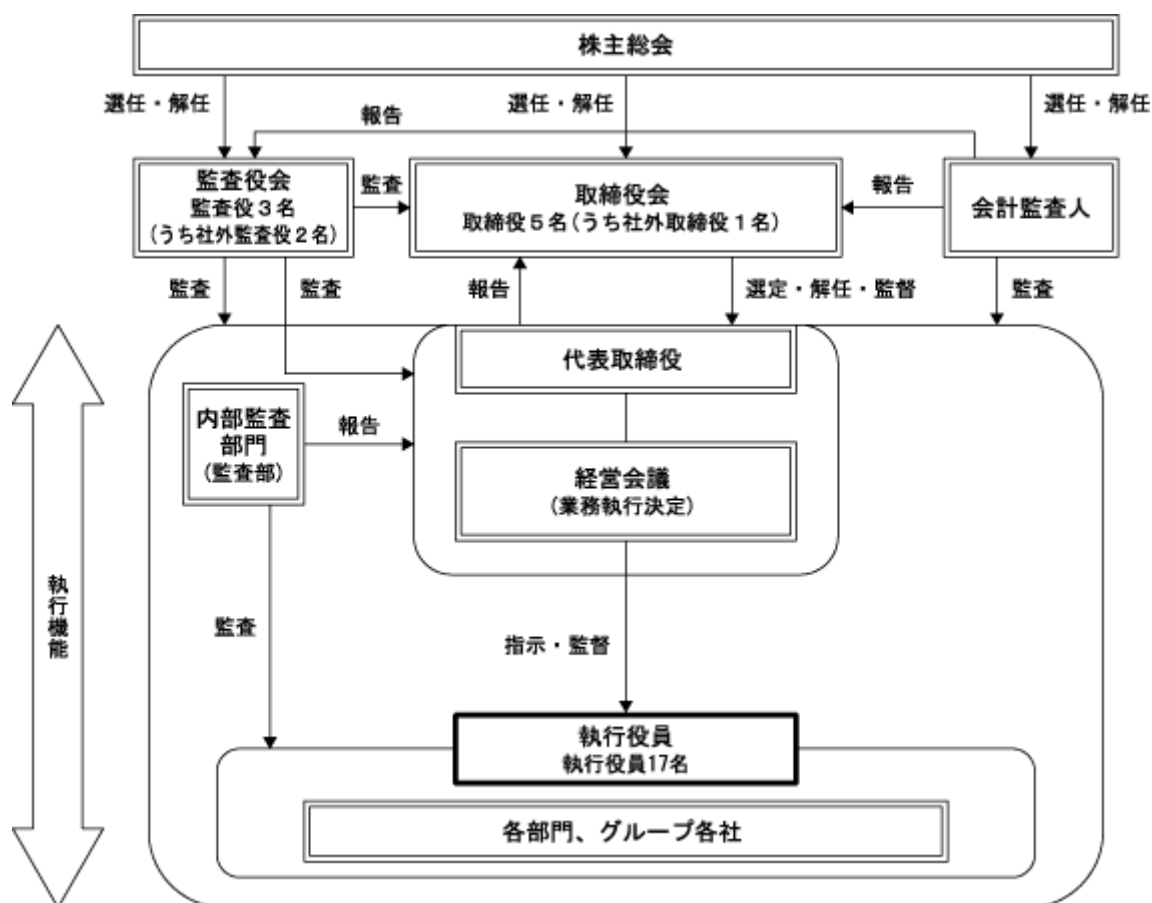 株主総会
選任・解任
選任・解任
選任・解任
報告
監査役会
監査役３名
(うち社外監査役２名)
監査
取締役会
取締役５名(うち社外取締役１名)
報告
会計監査人
監査
監査
報告
選定・解任・監督
監査
代表取締役
内部監査
部門
(監査部)
報告
経営会議
(業務執行決定)
執行機能
監査
指示・監督
執行役員
執行役員17名
各部門、グループ各社